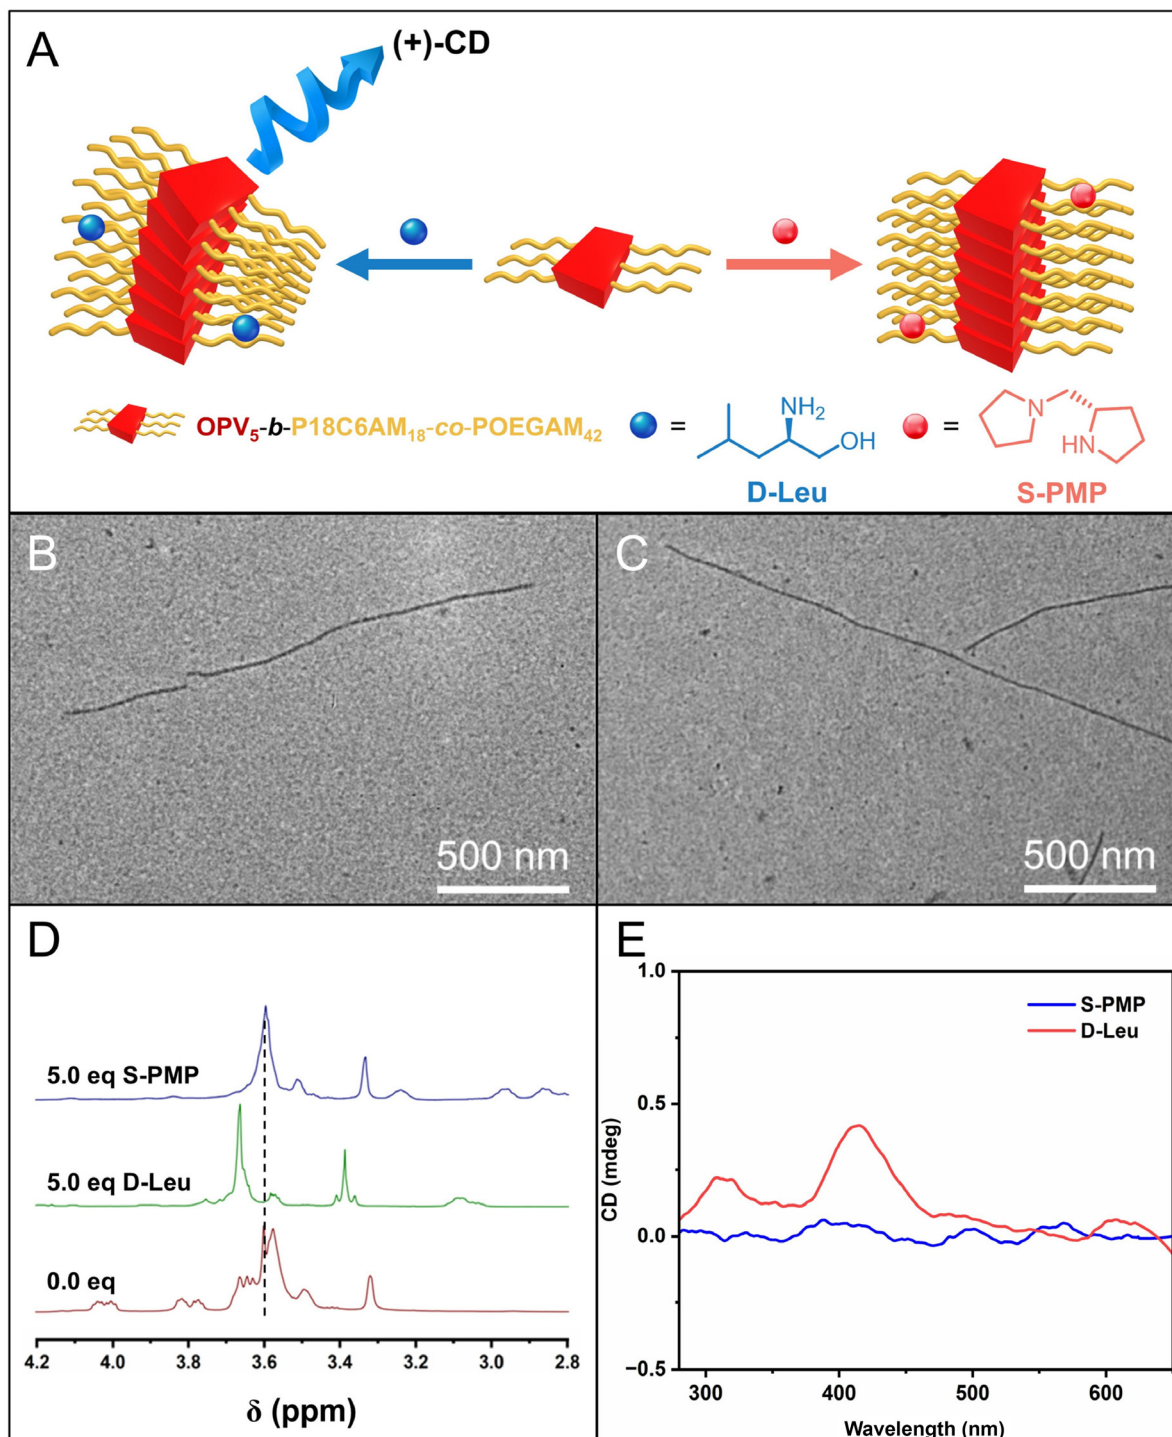 A
(+)-CD
OPV5-b-P18C6AM18-co-POEGAM42
=
NH2
OH
D-Leu
=
N
HN
S-PMP
B
500 nm
C
500 nm
D
5.0 eq S-PMP
5.0 eq D-Leu
0.0 eq
4.2 4.0 3.8 3.6 3.4 3.2 3.0 2.8
δ (ppm)
E
S-PMP
D-Leu
CD (mdeg)
1.0
0.5
0.0
−0.5
300 400 500 600
Wavelength (nm)